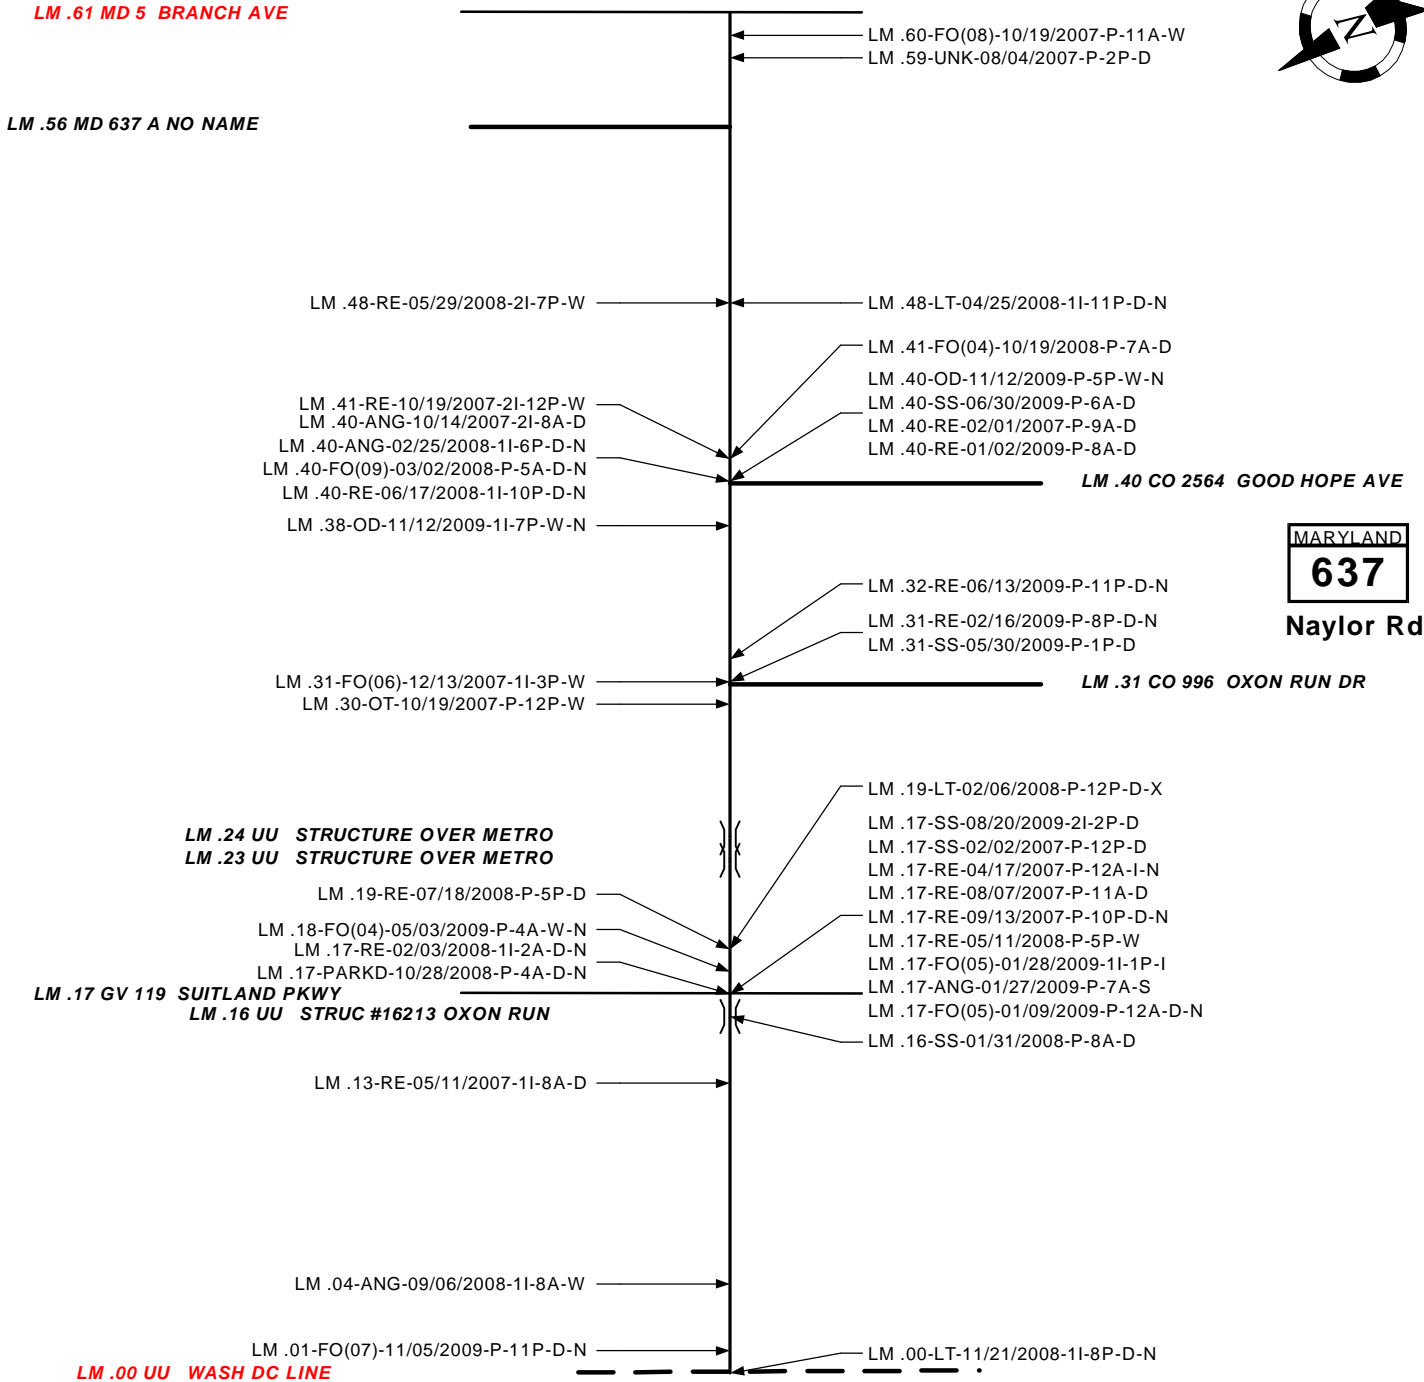 LM .61 MD 5 BRANCH AVE
LM .60-FO(08)-10/19/2007-P-11A-W
N
LM .59-UNK-08/04/2007-P-2P-D
LM .56 MD 637 A NO NAME
LM .48-RE-05/29/2008-2I-7P-W
LM .48-LT-04/25/2008-1I-11P-D-N
LM .41-FO(04)-10/19/2008-P-7A-D
LM .40-OD-11/12/2009-P-5P-W-N
LM .41-RE-10/19/2007-2I-12P-W
LM .40-SS-06/30/2009-P-6A-D
LM .40-ANG-10/14/2007-2I-8A-D
LM .40-RE-02/01/2007-P-9A-D
LM .40-ANG-02/25/2008-1I-6P-D-N
LM .40-RE-01/02/2009-P-8A-D
LM .40-FO(09)-03/02/2008-P-5A-D-N
LM .40 CO 2564 GOOD HOPE AVE
LM .40-RE-06/17/2008-1I-10P-D-N
LM .38-OD-11/12/2009-1I-7P-W-N
MARYLAND
637
Naylor Rd
LM .32-RE-06/13/2009-P-11P-D-N
LM .31-RE-02/16/2009-P-8P-D-N
LM .31-SS-05/30/2009-P-1P-D
LM .31-FO(06)-12/13/2007-1I-3P-W
LM .31 CO 996 OXON RUN DR
LM .30-OT-10/19/2007-P-12P-W
LM .19-LT-02/06/2008-P-12P-D-X
LM .17-SS-08/20/2009-2I-2P-D
LM .24 UU STRUCTURE OVER METRO
LM .17-SS-02/02/2007-P-12P-D
LM .23 UU STRUCTURE OVER METRO
LM .17-RE-04/17/2007-P-12A-I-N
LM .19-RE-07/18/2008-P-5P-D
LM .17-RE-08/07/2007-P-11A-D
LM .17-RE-09/13/2007-P-10P-D-N
LM .18-FO(04)-05/03/2009-P-4A-W-N
LM .17-RE-05/11/2008-P-5P-W
LM .17-RE-02/03/2008-1I-2A-D-N
LM .17-FO(05)-01/28/2009-1I-1P-I
LM .17-PARKD-10/28/2008-P-4A-D-N
LM .17-ANG-01/27/2009-P-7A-S
LM .17 GV 119 SUITLAND PKWY
LM .17-FO(05)-01/09/2009-P-12A-D-N
LM .16 UU STRUC #16213 OXON RUN
LM .16-SS-01/31/2008-P-8A-D
LM .13-RE-05/11/2007-1I-8A-D
LM .04-ANG-09/06/2008-1I-8A-W
LM .01-FO(07)-11/05/2009-P-11P-D-N
LM .00-LT-11/21/2008-1I-8P-D-N
LM .00 UU WASH DC LINE